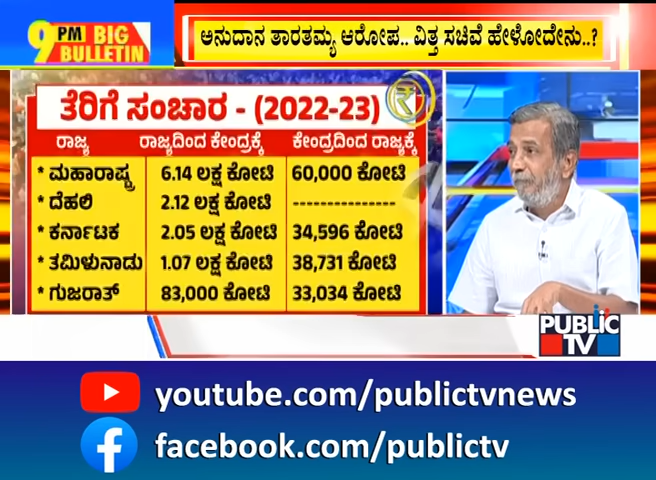 9 PM BIG
BULLETIN
ಅನುದಾನ ತಾರತಮ್ಯ ಆರೋಪ.. ವಿತ್ತ ಸಚಿವೆ ಹೇಳೋದೇನು..?
ತೆರಿಗೆ ಸಂಚಾರ - (2022-23)
ರಾಜ್ಯ ರಾಜ್ಯದಿಂದ ಕೇಂದ್ರಕ್ಕೆ ಕೇಂದ್ರದಿಂದ ರಾಜ್ಯಕ್ಕೆ
* ಮಹಾರಾಷ್ಟ್ರ 6.14 ಲಕ್ಷ ಕೋಟಿ 60,000 ಕೋಟಿ
* ದೆಹಲಿ 2.12 ಲಕ್ಷ ಕೋಟಿ ---------------
* ಕರ್ನಾಟಕ 2.05 ಲಕ್ಷ ಕೋಟಿ 34,596 ಕೋಟಿ
* ತಮಿಳುನಾಡು 1.07 ಲಕ್ಷ ಕೋಟಿ 38,731 ಕೋಟಿ
* ಗುಜರಾತ್ 83,000 ಕೋಟಿ 33,034 ಕೋಟಿ
₹
PUBLIC
TV
youtube.com/publictvnews
facebook.com/publictv